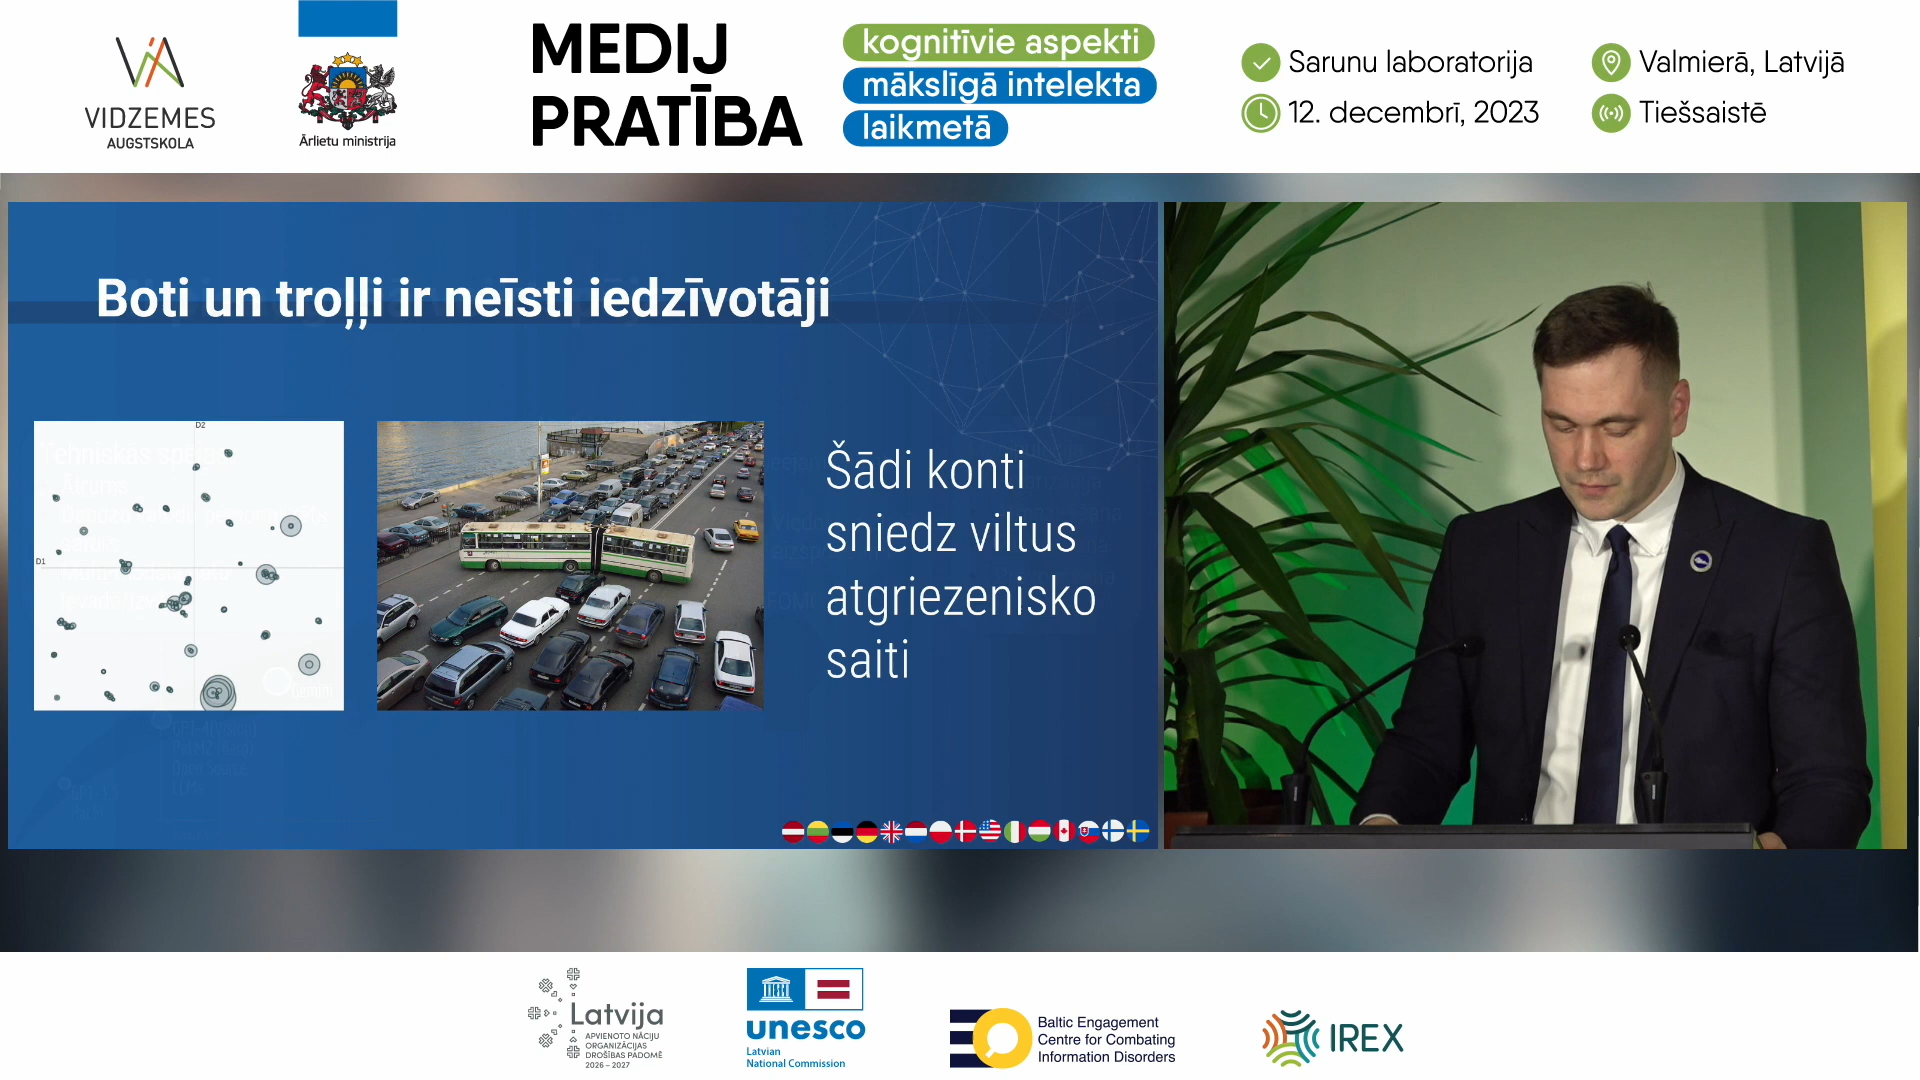 VIDZEMES
AUGSTSKOLA
Ārlietu ministrija
MEDIJ
PRATĪBA
kognitīvie aspekti
mākslīgā intelekta
laikmetā
Sarunu laboratorija
12. decembrī, 2023
Valmierā, Latvijā
Tiešsaistē
Boti un troļļi ir neīsti iedzīvotāji
D2
D1
Šādi konti
sniedz viltus
atgriezenisko
saiti
Latvija
APVIENOTO NĀCIJU
ORGANIZĀCIJAS
DROŠĪBAS PADOMĒ
2026 – 2027
unesco
Latvian
National Commission
Baltic Engagement
Centre for Combating
Information Disorders
IREX